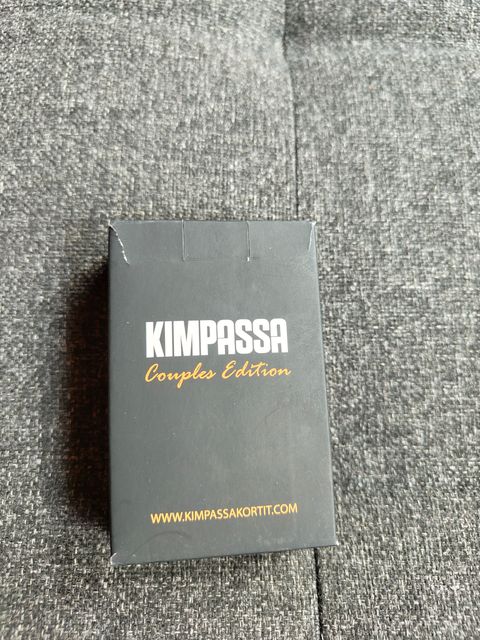 KIMPASSA
Couples Edition
WWW.KIMPASSAKORTIT.COM